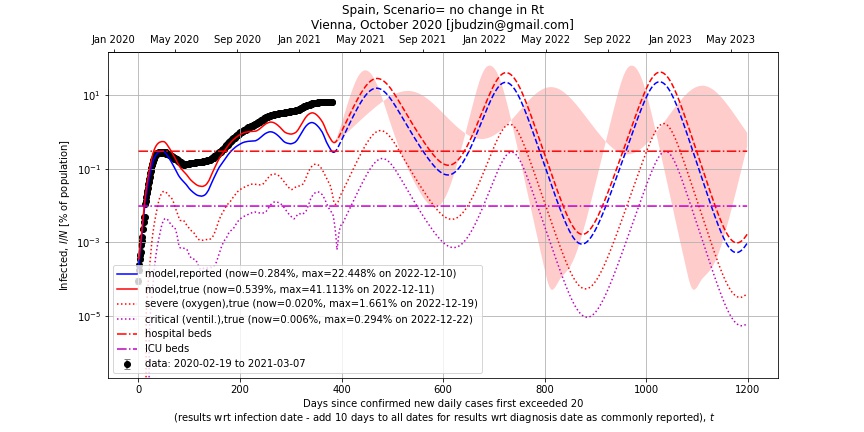 Spain, Scenario= no change in Rt
Vienna, October 2020 [jbudzin@gmail.com]
Jan 2020 May 2020 Sep 2020 Jan 2021 May 2021 Sep 2021 Jan 2022 May 2022 Sep 2022 Jan 2023 May 2023
Infected, I/N [% of population]
10¹
10⁻¹
10⁻³
10⁻⁵
model,reported (now=0.284%, max=22.448% on 2022-12-10)
model,true (now=0.539%, max=41.113% on 2022-12-11)
severe (oxygen),true (now=0.020%, max=1.661% on 2022-12-19)
critical (ventil.),true (now=0.006%, max=0.294% on 2022-12-22)
hospital beds
ICU beds
data: 2020-02-19 to 2021-03-07
0 200 400 600 800 1000 1200
Days since confirmed new daily cases first exceeded 20
(results wrt infection date - add 10 days to all dates for results wrt diagnosis date as commonly reported), t